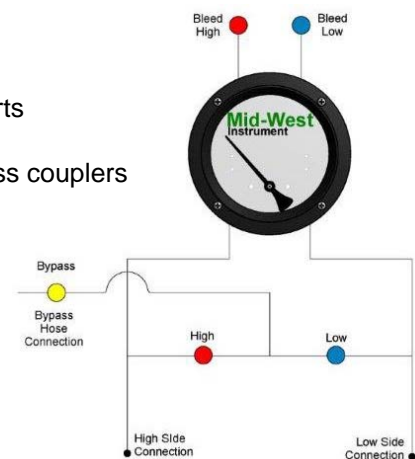 Bleed
High
Bleed
Low
rts
ss couplers
Mid-West
Instrument
Bypass
Bypass
Hose
Connection
High
Low
High SIde
Connection
Low Side
Connection